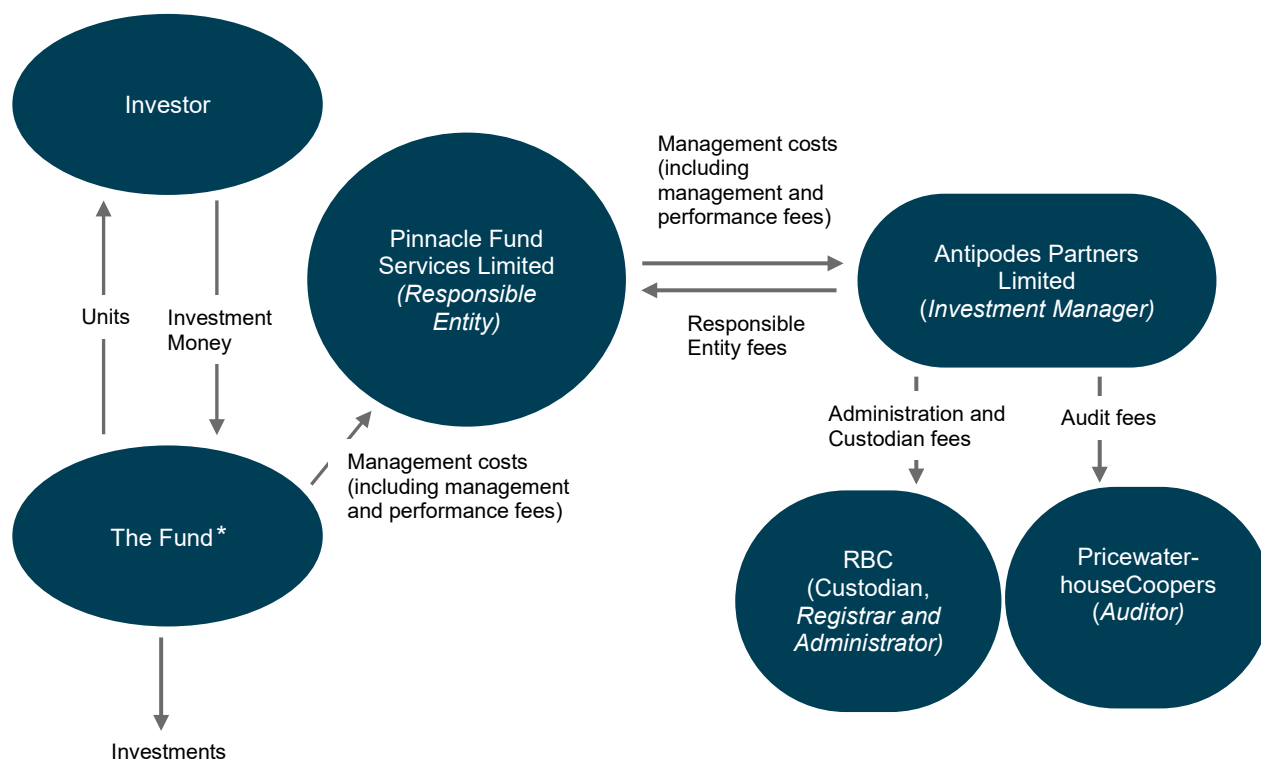 Investor
Units
Investment
Money
The Fund*
Investments
Pinnacle Fund
Services Limited
(Responsible
Entity)
Management costs
(including management
and performance fees)
Management costs
(including
management and
performance fees)
Responsible
Entity fees
Antipodes Partners
Limited
(Investment Manager)
Administration and
Custodian fees
Audit fees
RBC
(Custodian,
Registrar and
Administrator)
Pricewater-
houseCoopers
(Auditor)